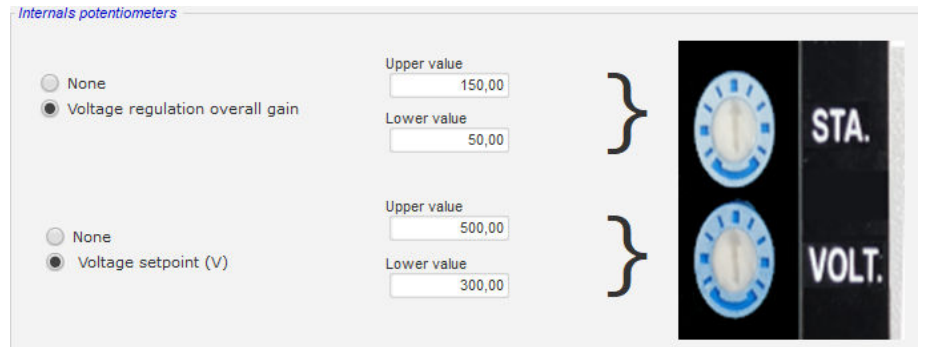 Internals potentiometers
None
Voltage regulation overall gain
Upper value
150,00
Lower value
50,00
STA.
None
Voltage setpoint (V)
Upper value
500,00
Lower value
300,00
VOLT.